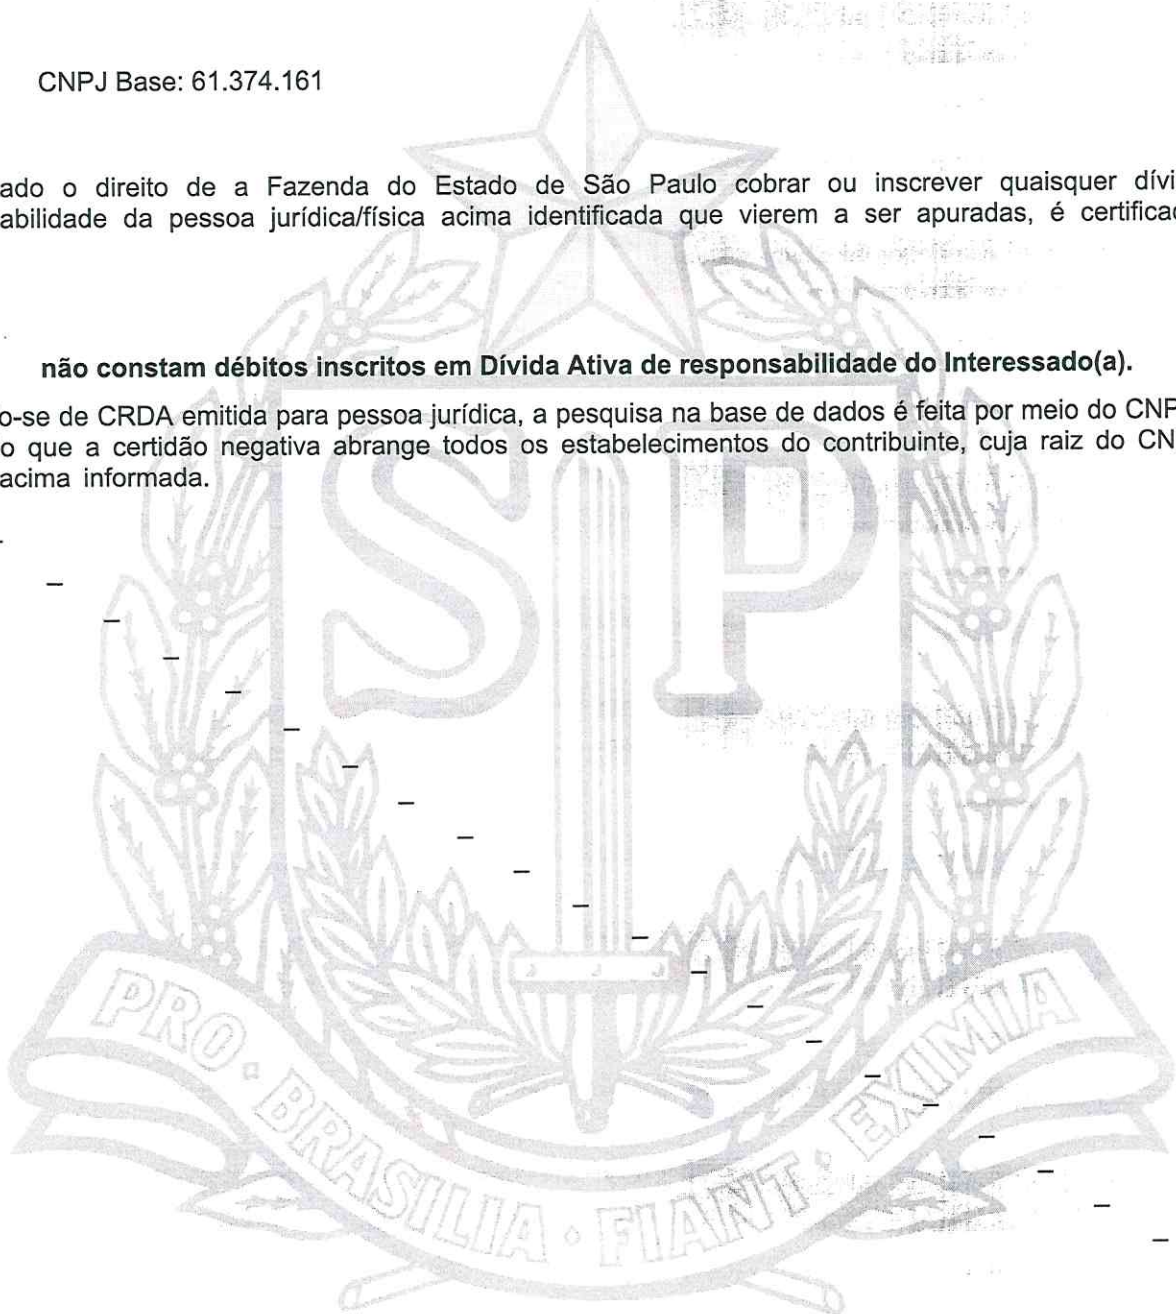 CNPJ Base: 61.374.161
ado o direito de a Fazenda do Estado de São Paulo cobrar ou inscrever quaisquer dívi
abilidade da pessoa jurídica/física acima identificada que vierem a ser apuradas, é certifica
não constam débitos inscritos em Dívida Ativa de responsabilidade do Interessado(a).
o-se de CRDA emitida para pessoa jurídica, a pesquisa na base de dados é feita por meio do CNP
o que a certidão negativa abrange todos os estabelecimentos do contribuinte, cuja raiz do CN
acima informada.
SP
PRO · BRASILIA · FIANT · EXIMIA